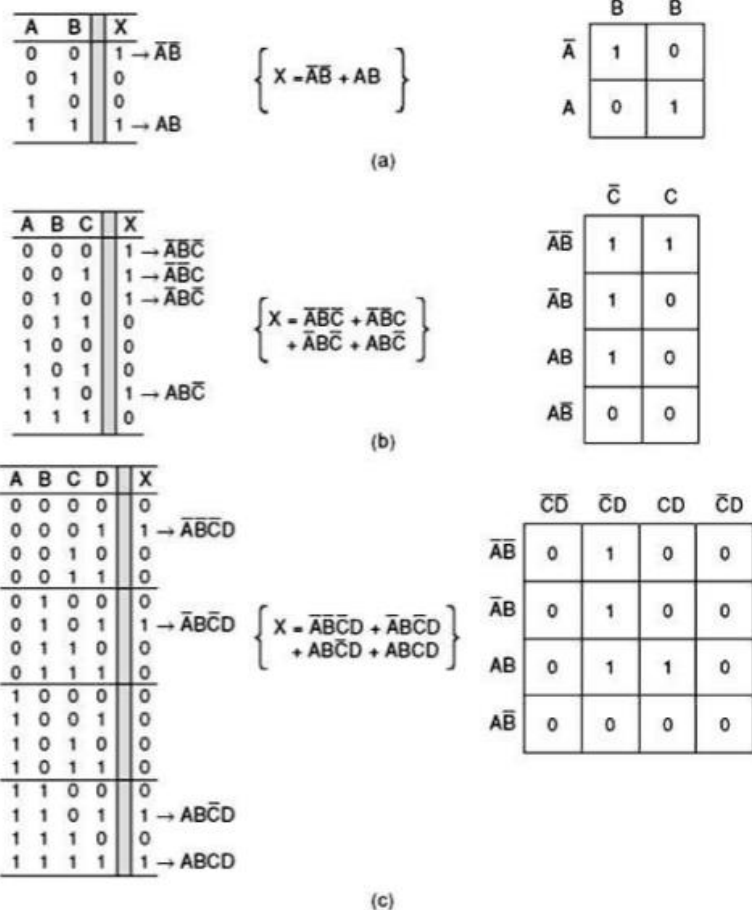 A B X
0 0 1 → A̅B̅
0 1 0
1 0 0
1 1 1 → AB
X = A̅B̅ + AB
B B
A̅ 1 0
A 0 1
(a)
A B C X
0 0 0 1 → A̅B̅C̅
0 0 1 1 → A̅B̅C
0 1 0 1 → A̅BC̅
0 1 1 0
1 0 0 0
1 0 1 0
1 1 0 1 → ABC̅
1 1 1 0
X = A̅B̅C̅ + A̅B̅C
+ A̅BC̅ + ABC̅
C̅ C
A̅B̅ 1 1
A̅B 1 0
AB 1 0
AB̅ 0 0
(b)
A B C D X
0 0 0 0 0
0 0 0 1 1 → A̅B̅C̅D
0 0 1 0 0
0 0 1 1 0
0 1 0 0 0
0 1 0 1 1 → A̅BC̅D
0 1 1 0 0
0 1 1 1 0
1 0 0 0 0
1 0 0 1 0
1 0 1 0 0
1 0 1 1 0
1 1 0 0 0
1 1 0 1 1 → ABC̅D
1 1 1 0 0
1 1 1 1 1 → ABCD
X = A̅B̅C̅D + A̅BC̅D
+ ABC̅D + ABCD
C̅D̅ C̅D CD C̅D
A̅B̅ 0 1 0 0
A̅B 0 1 0 0
AB 0 1 1 0
AB̅ 0 0 0 0
(c)